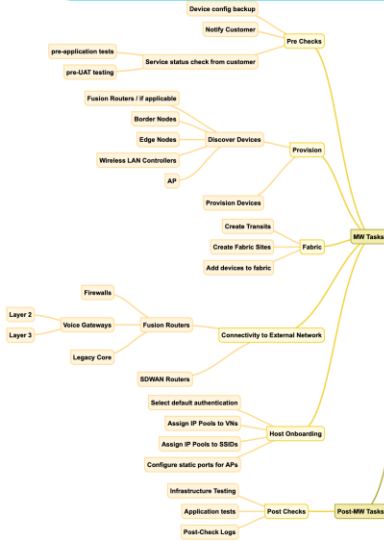 Device config backup
Notify Customer
Pre Checks
pre-application tests
Service status check from customer
pre-UAT testing
Fusion Routers / if applicable
Border Nodes
Edge Nodes
Discover Devices
Wireless LAN Controllers
AP
Provision
Provision Devices
Create Transits
Create Fabric Sites
Fabric
Add devices to fabric
MW Tasks
Firewalls
Layer 2
Voice Gateways
Fusion Routers
Layer 3
Legacy Core
Connectivity to External Network
SDWAN Routers
Select default authentication
Assign IP Pools to VNs
Host Onboarding
Assign IP Pools to SSIDs
Configure static ports for APs
Infrastructure Testing
Application tests
Post Checks
Post-MW Tasks
Post-Check Logs